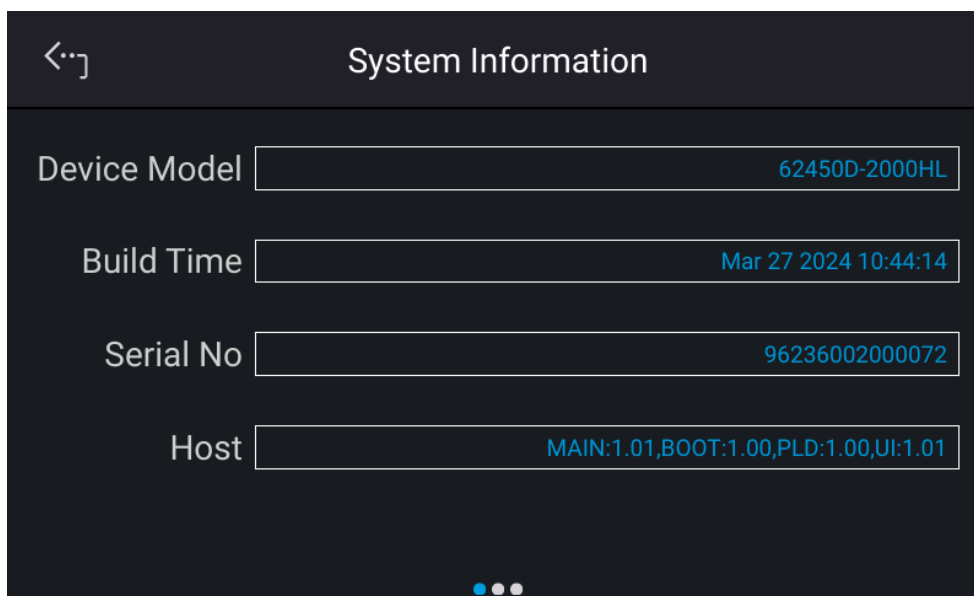 System Information
Device Model 62450D-2000HL
Build Time Mar 27 2024 10:44:14
Serial No 96236002000072
Host MAIN:1.01,BOOT:1.00,PLD:1.00,UI:1.01